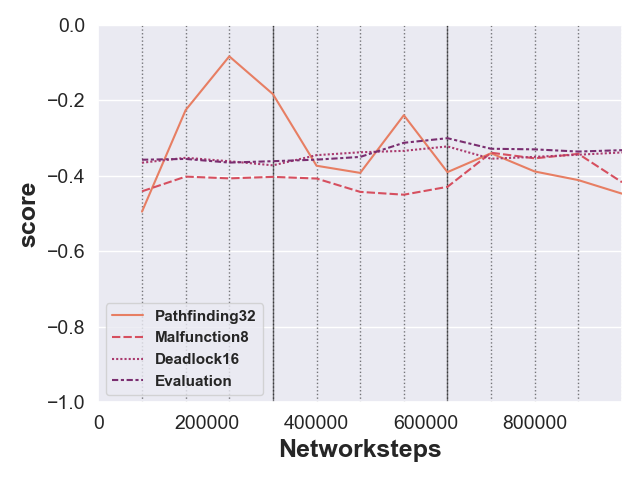 0.0
−0.2
−0.4
−0.6
−0.8
−1.0
score
Pathfinding32
Malfunction8
Deadlock16
Evaluation
0 200000 400000 600000 800000
Networksteps